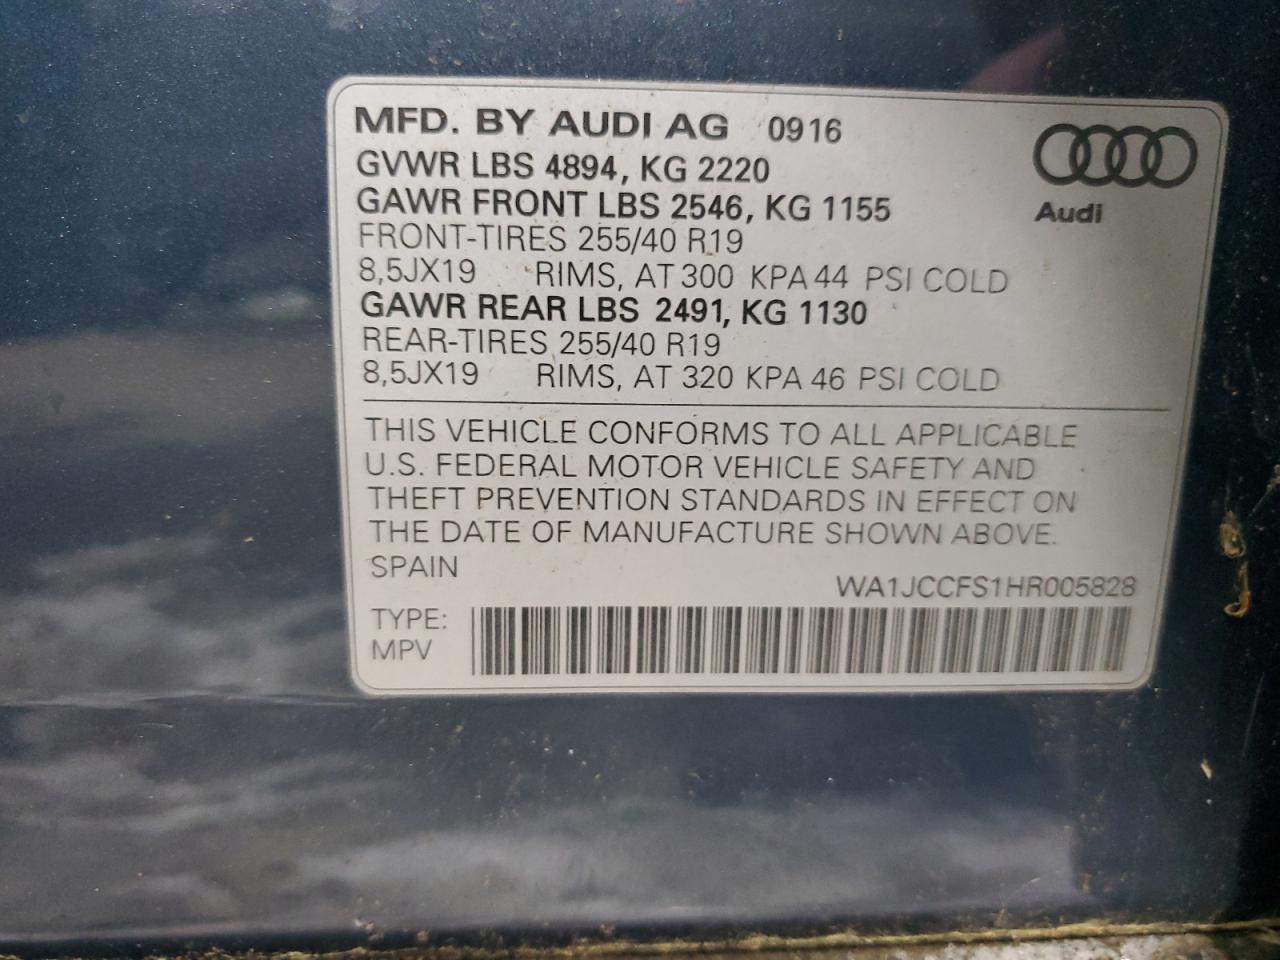 MFD. BY AUDI AG 0916
GVWR LBS 4894, KG 2220
GAWR FRONT LBS 2546, KG 1155
Audi
FRONT-TIRES 255/40 R19
8,5JX19 RIMS, AT 300 KPA 44 PSI COLD
GAWR REAR LBS 2491, KG 1130
REAR-TIRES 255/40 R19
8,5JX19 RIMS, AT 320 KPA 46 PSI COLD
THIS VEHICLE CONFORMS TO ALL APPLICABLE
U.S. FEDERAL MOTOR VEHICLE SAFETY AND
THEFT PREVENTION STANDARDS IN EFFECT ON
THE DATE OF MANUFACTURE SHOWN ABOVE.
SPAIN
WA1JCCFS1HR005828
TYPE:
MPV